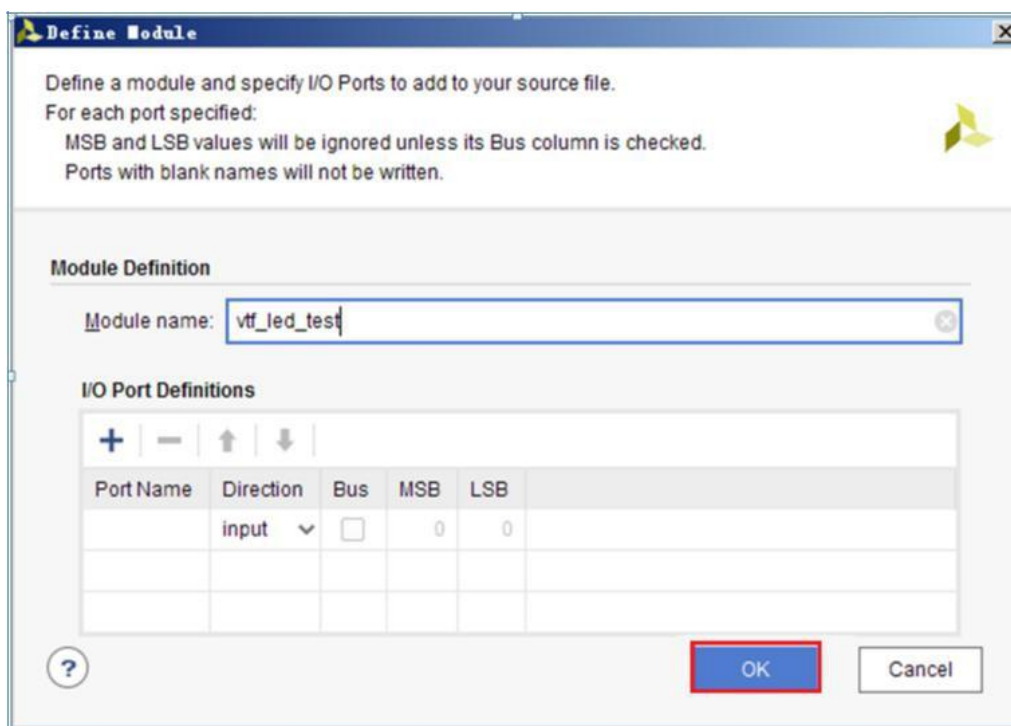 Define Module
Define a module and specify I/O Ports to add to your source file.
For each port specified:
MSB and LSB values will be ignored unless its Bus column is checked.
Ports with blank names will not be written.
Module Definition
Module name: vtf_led_test
I/O Port Definitions
Port Name Direction Bus MSB LSB
input 0 0
? OK Cancel